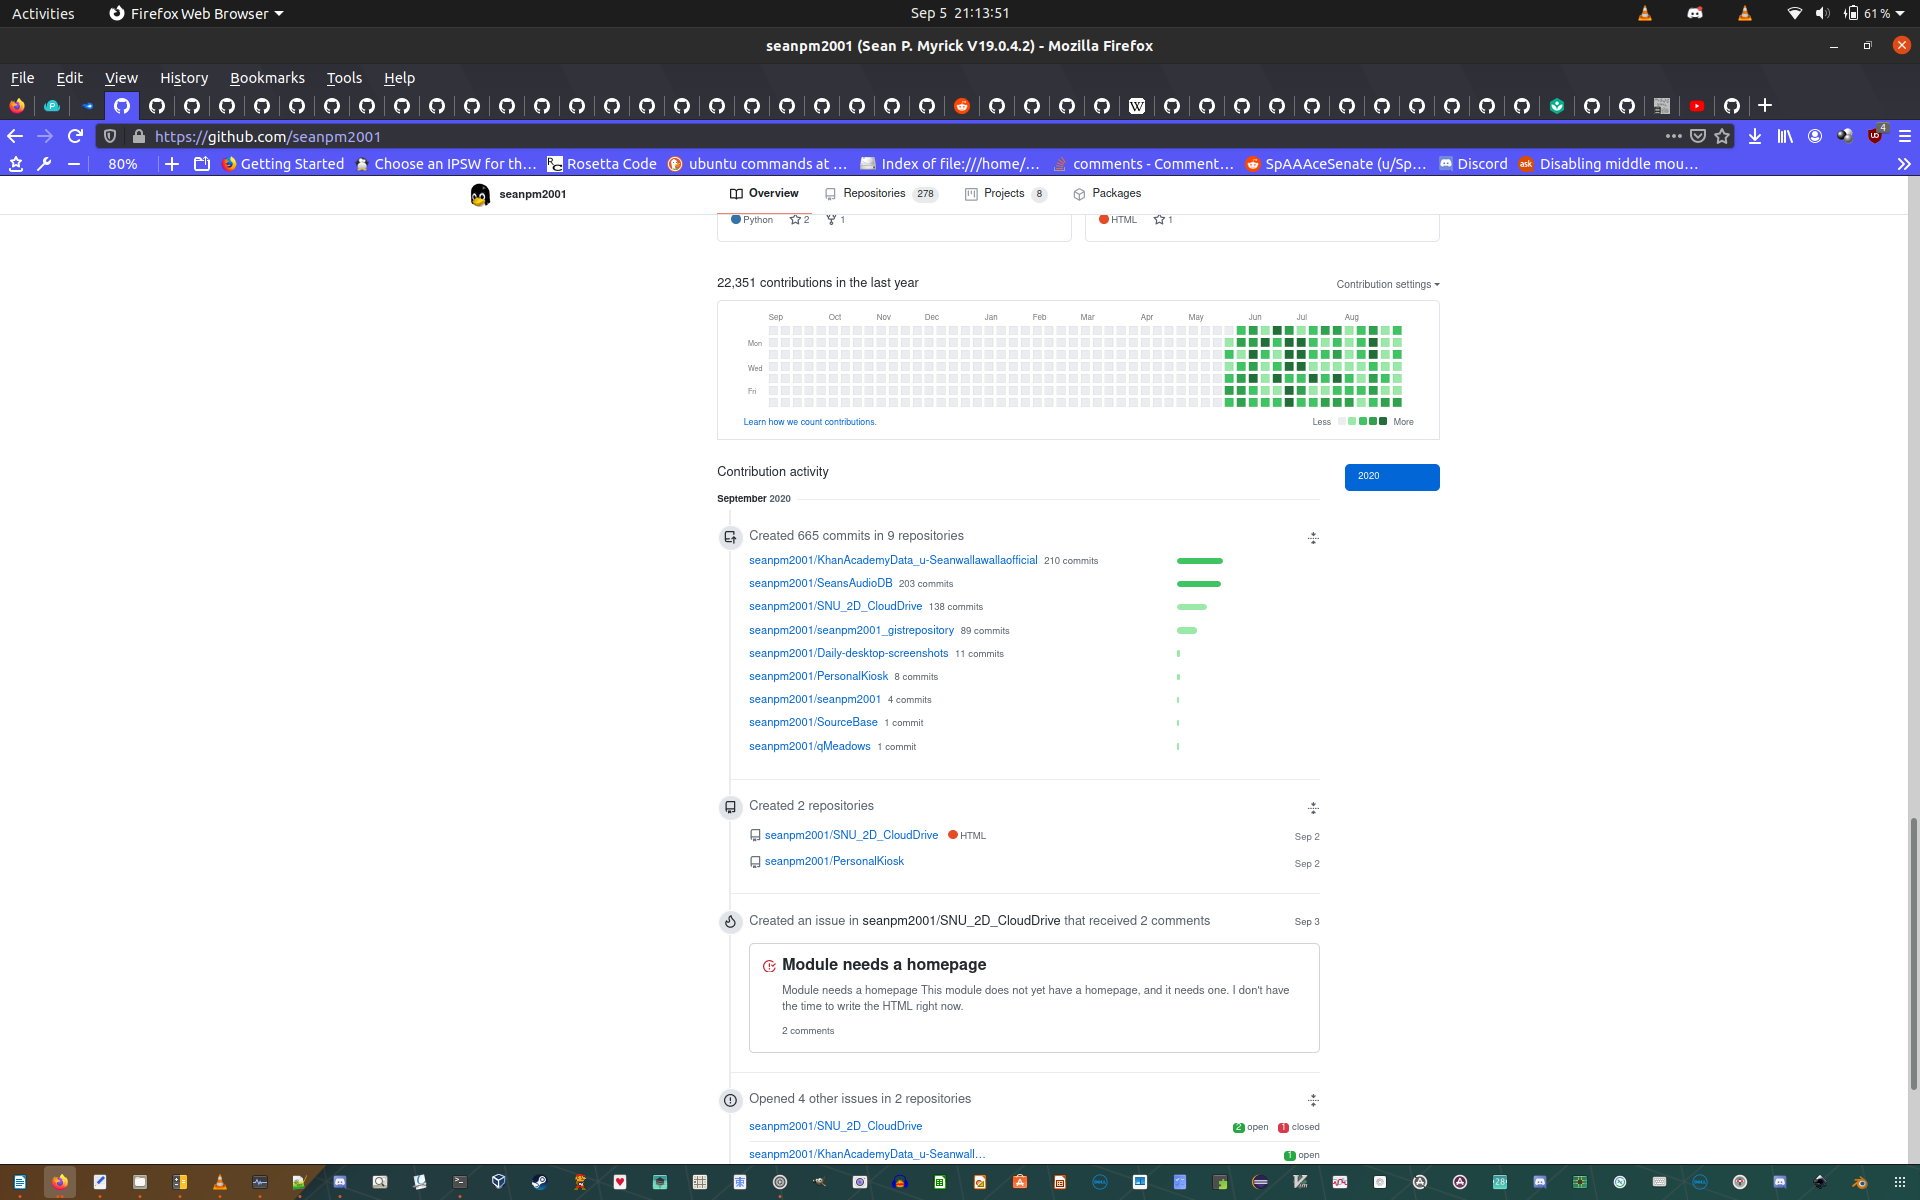 Activities
Firefox Web Browser
Sep 5 21:13:51
61 %
seanpm2001 (Sean P. Myrick V19.0.4.2) - Mozilla Firefox
File Edit View History Bookmarks Tools Help
https://github.com/seanpm2001
4
80%
Getting Started
Choose an IPSW for th…
Rosetta Code
ubuntu commands at …
Index of file:///home/…
comments - Comment…
SpAAAceSenate (u/Sp…
Discord
Disabling middle mou…
seanpm2001
Overview
Repositories 278
Projects 8
Packages
Python 2 1
HTML 1
22,351 contributions in the last year
Contribution settings
Sep Oct Nov Dec Jan Feb Mar Apr May Jun Jul Aug
Mon
Wed
Fri
Learn how we count contributions.
Less More
Contribution activity
2020
September 2020
Created 665 commits in 9 repositories
seanpm2001/KhanAcademyData_u-Seanwallawallaofficial 210 commits
seanpm2001/SeansAudioDB 203 commits
seanpm2001/SNU_2D_CloudDrive 138 commits
seanpm2001/seanpm2001_gistrepository 89 commits
seanpm2001/Daily-desktop-screenshots 11 commits
seanpm2001/PersonalKiosk 8 commits
seanpm2001/seanpm2001 4 commits
seanpm2001/SourceBase 1 commit
seanpm2001/qMeadows 1 commit
Created 2 repositories
seanpm2001/SNU_2D_CloudDrive HTML Sep 2
seanpm2001/PersonalKiosk Sep 2
Created an issue in seanpm2001/SNU_2D_CloudDrive that received 2 comments Sep 3
Module needs a homepage
Module needs a homepage This module does not yet have a homepage, and it needs one. I don't have
the time to write the HTML right now.
2 comments
Opened 4 other issues in 2 repositories
seanpm2001/SNU_2D_CloudDrive 2 open 1 closed
seanpm2001/KhanAcademyData_u-Seanwall… 1 open